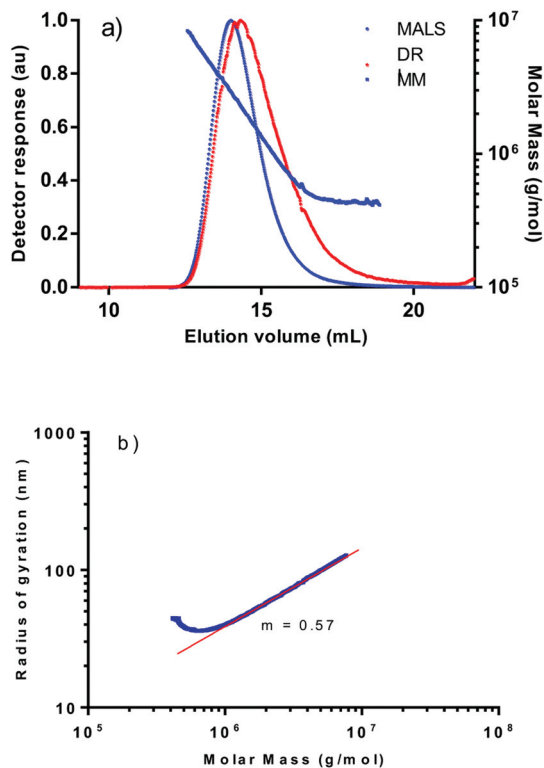 a)
MALS
DR
I
MM
Detector response (au)
1.0
0.8
0.6
0.4
0.2
0.0
10
15
20
Elution volume (mL)
10⁷
10⁶
10⁵
Molar Mass (g/mol)
b)
Radius of gyration (nm)
1000
100
10
m = 0.57
10⁵
10⁶
10⁷
10⁸
Molar Mass (g/mol)